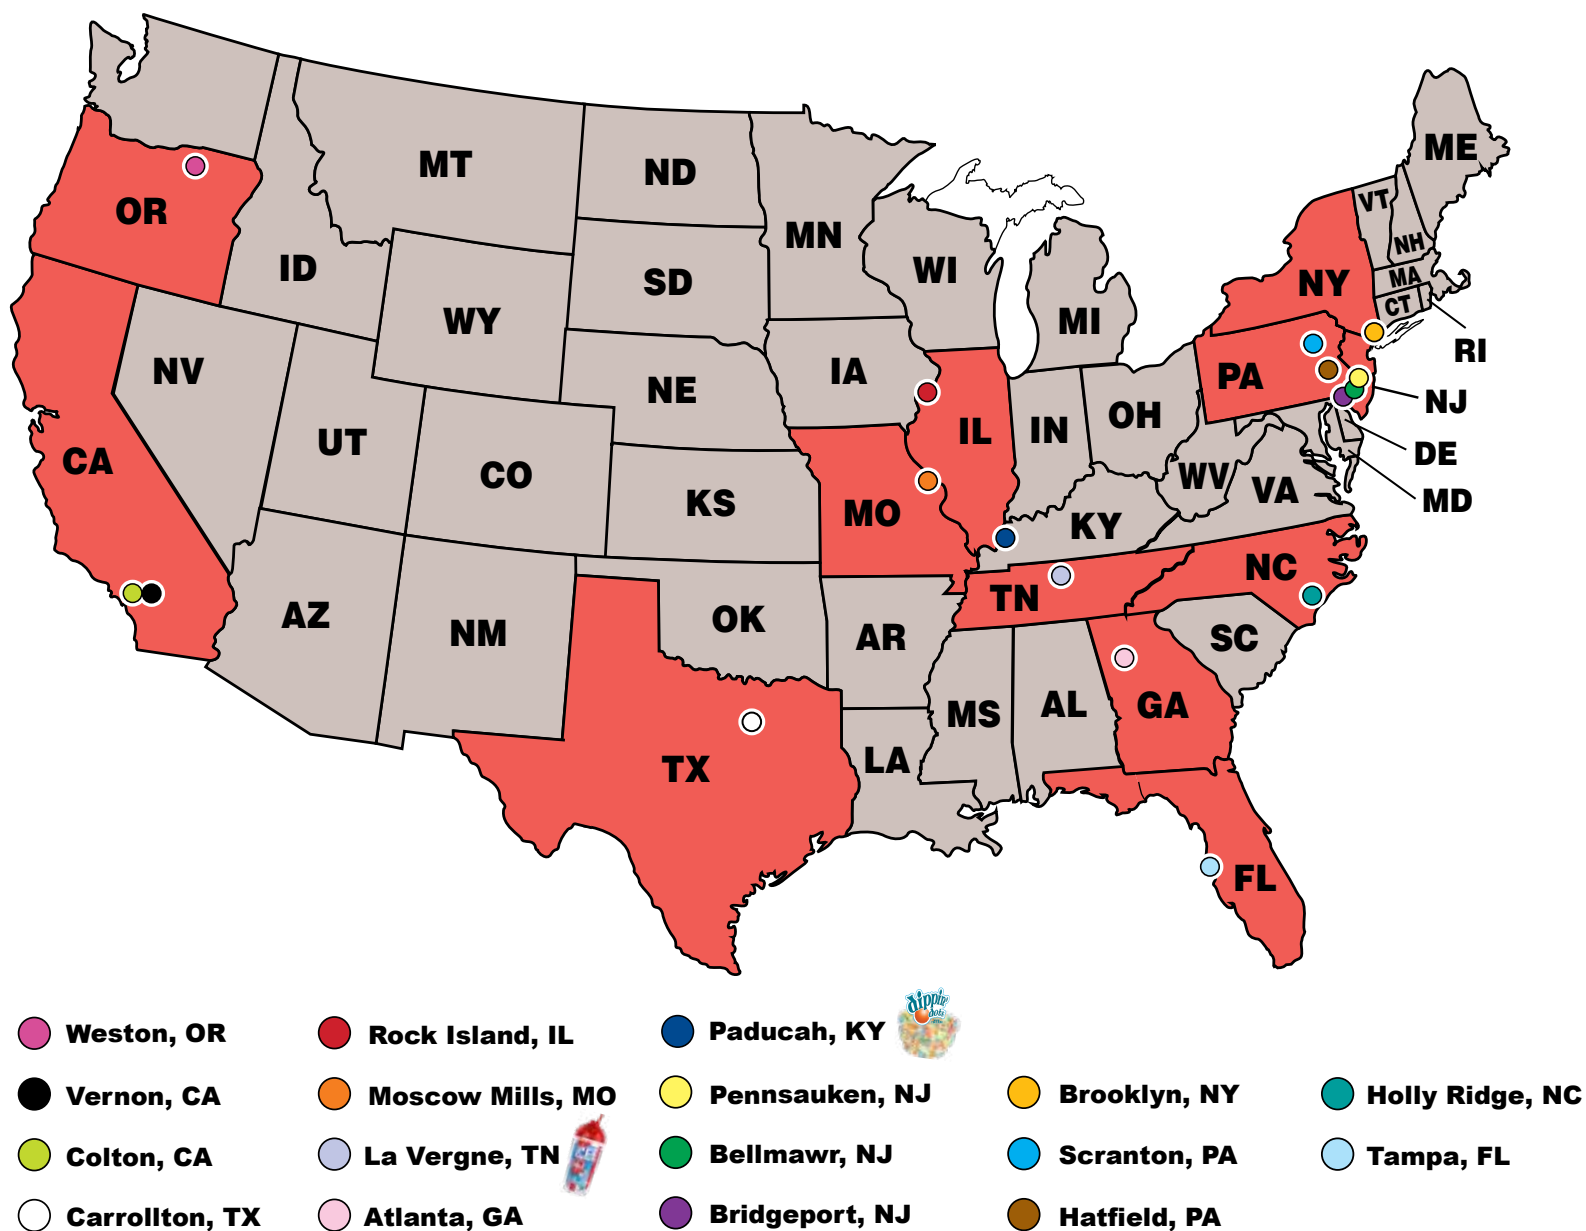 ME
VT
NH
MT
ND
OR
MN
ID
WI
NY
MA
SD
CT
WY
MI
RI
NV
IA
PA
NE
NJ
OH
UT
IL
IN
DE
CA
CO
WV
VA
MD
KS
MO
KY
NC
TN
AZ
OK
NM
AR
SC
MS
AL
GA
LA
TX
FL
dippin'
dots
Weston, OR
Rock Island, IL
Paducah, KY
Vernon, CA
Moscow Mills, MO
Pennsauken, NJ
Brooklyn, NY
Holly Ridge, NC
Colton, CA
La Vergne, TN
ICEE
Bellmawr, NJ
Scranton, PA
Tampa, FL
Carrollton, TX
Atlanta, GA
Bridgeport, NJ
Hatfield, PA